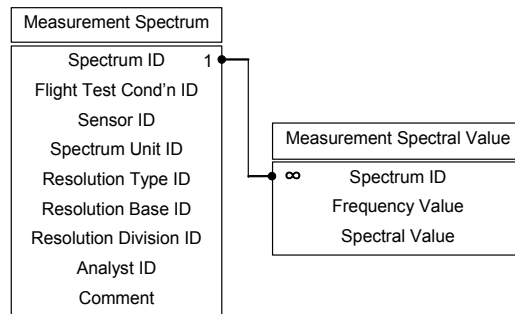 Measurement Spectrum
Spectrum ID 1
Flight Test Cond'n ID
Sensor ID
Spectrum Unit ID
Resolution Type ID
Resolution Base ID
Resolution Division ID
Analyst ID
Comment
Measurement Spectral Value
∞ Spectrum ID
Frequency Value
Spectral Value